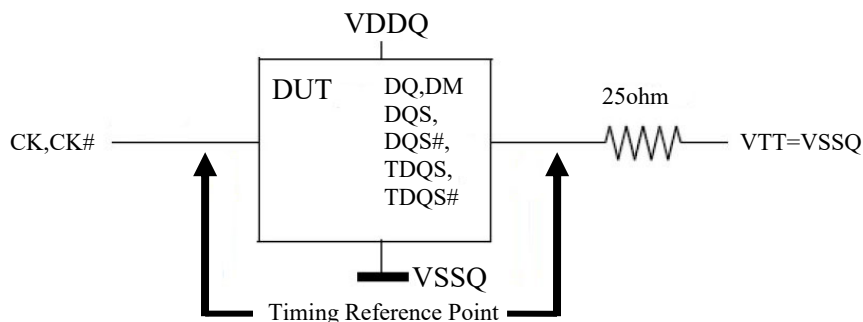 VDDQ
DUT
DQ,DM
DQS,
DQS#,
TDQS,
TDQS#
25ohm
CK,CK#
VTT=VSSQ
VSSQ
Timing Reference Point